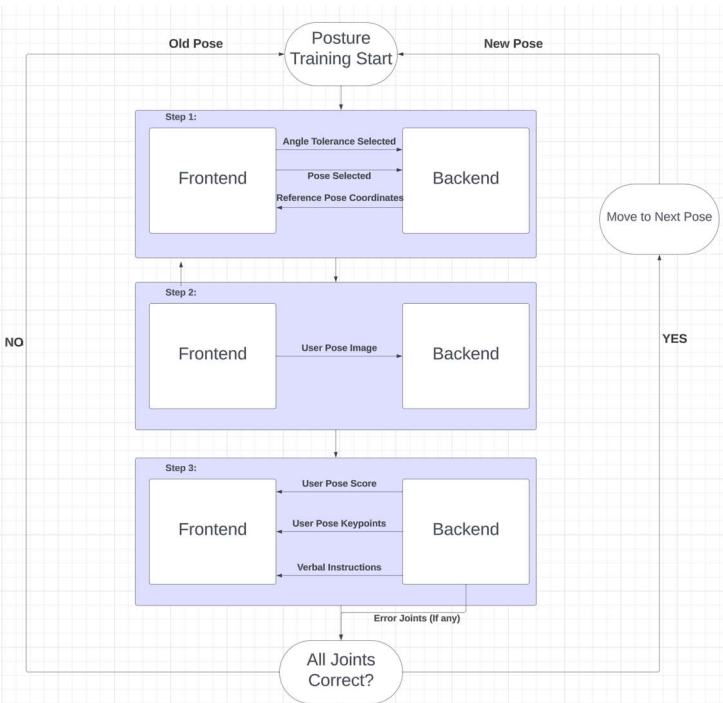 Old Pose
Posture
Training Start
New Pose
Step 1:
Frontend
Angle Tolerance Selected
Pose Selected
Reference Pose Coordinates
Backend
Move to Next Pose
Step 2:
Frontend
User Pose Image
Backend
NO
YES
Step 3:
Frontend
User Pose Score
User Pose Keypoints
Verbal Instructions
Backend
Error Joints (If any)
All Joints
Correct?